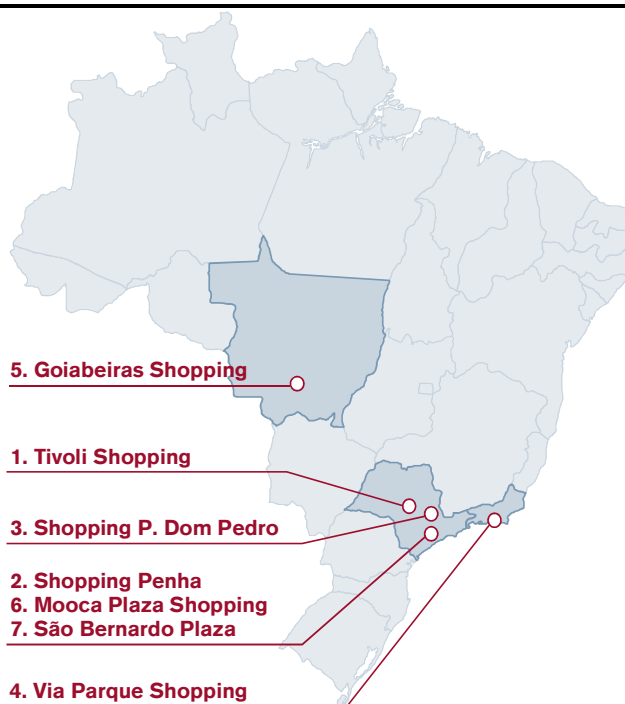 5. Goiabeiras Shopping
1. Tivoli Shopping
3. Shopping P. Dom Pedro
2. Shopping Penha
6. Mooca Plaza Shopping
7. São Bernardo Plaza
4. Via Parque Shopping